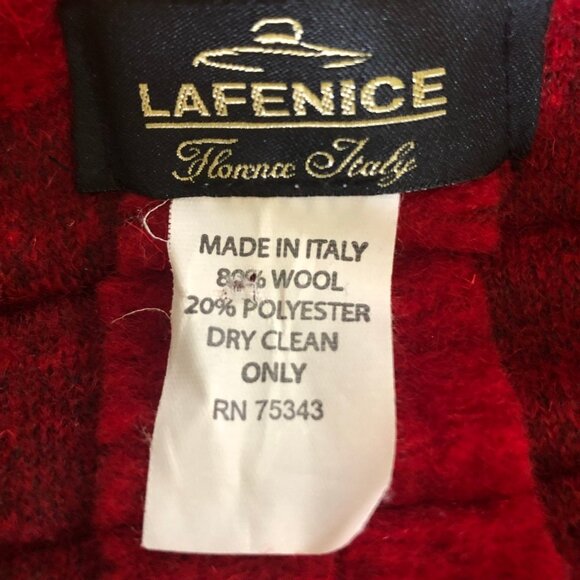 LAFENICE
Florence Italy
MADE IN ITALY
80% WOOL
20% POLYESTER
DRY CLEAN
ONLY
RN 75343